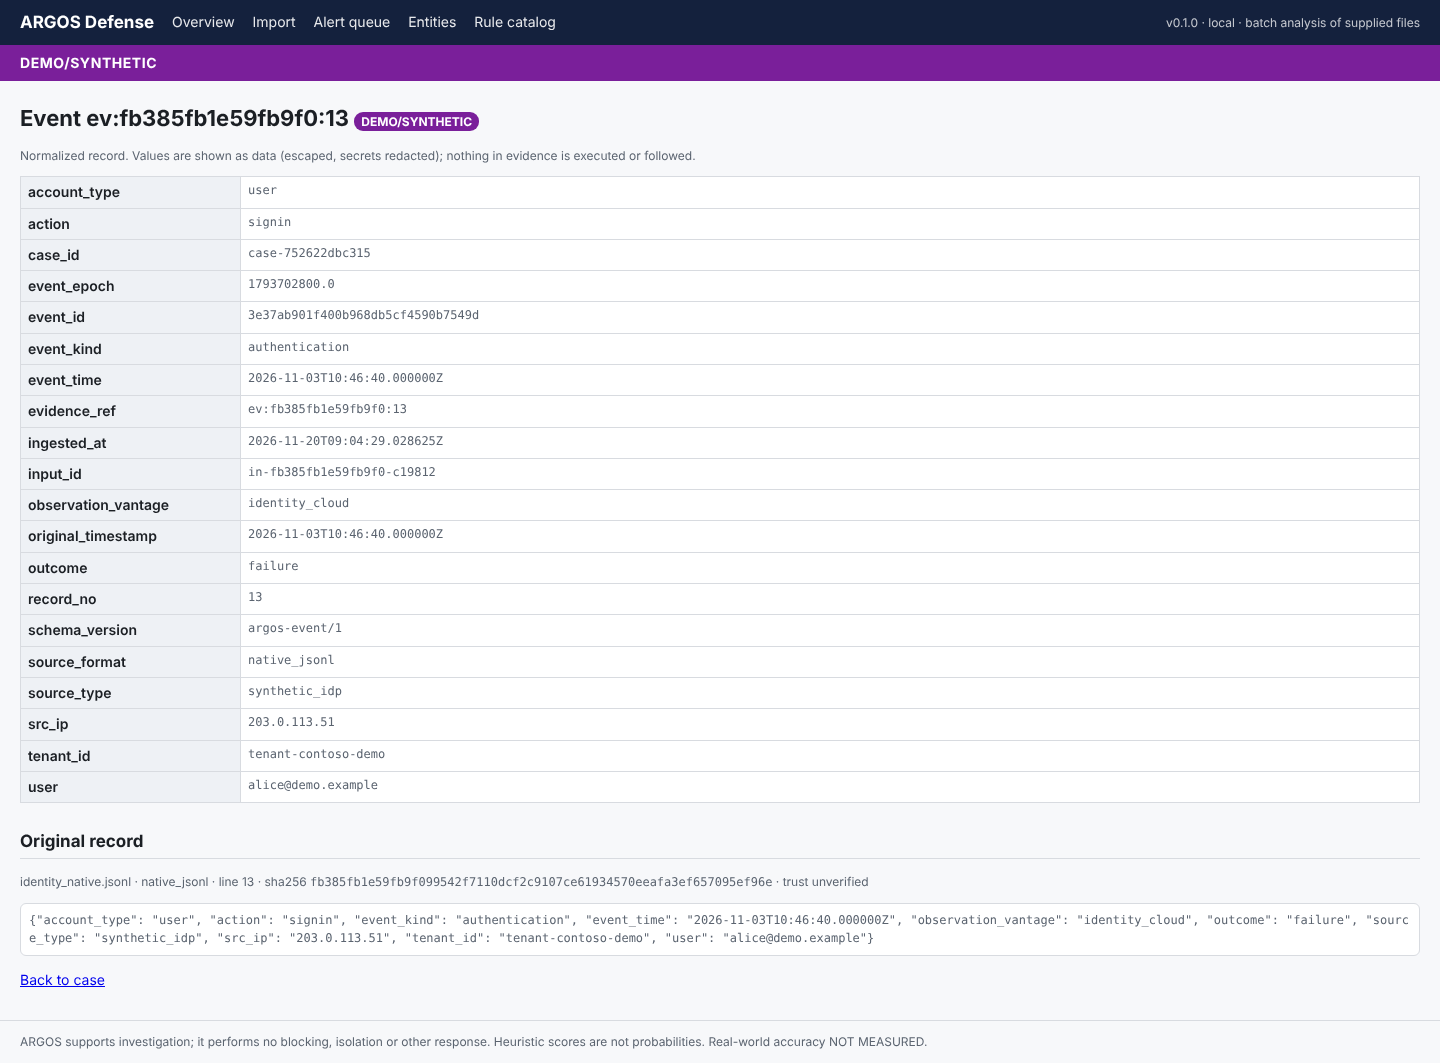 ARGOS Defense Overview Import Alert queue Entities Rule catalog v0.1.0 · local · batch analysis of supplied files
DEMO/SYNTHETIC
Event ev:fb385fb1e59fb9f0:13 DEMO/SYNTHETIC
Normalized record. Values are shown as data (escaped, secrets redacted); nothing in evidence is executed or followed.
account_type user
action signin
case_id case-752622dbc315
event_epoch 1793702800.0
event_id 3e37ab901f400b968db5cf4590b7549d
event_kind authentication
event_time 2026-11-03T10:46:40.000000Z
evidence_ref ev:fb385fb1e59fb9f0:13
ingested_at 2026-11-20T09:04:29.028625Z
input_id in-fb385fb1e59fb9f0-c19812
observation_vantage identity_cloud
original_timestamp 2026-11-03T10:46:40.000000Z
outcome failure
record_no 13
schema_version argos-event/1
source_format native_jsonl
source_type synthetic_idp
src_ip 203.0.113.51
tenant_id tenant-contoso-demo
user alice@demo.example
Original record
identity_native.jsonl · native_jsonl · line 13 · sha256 fb385fb1e59fb9f099542f7110dcf2c9107ce61934570eeafa3ef657095ef96e · trust unverified
{"account_type": "user", "action": "signin", "event_kind": "authentication", "event_time": "2026-11-03T10:46:40.000000Z", "observation_vantage": "identity_cloud", "outcome": "failure", "sourc
e_type": "synthetic_idp", "src_ip": "203.0.113.51", "tenant_id": "tenant-contoso-demo", "user": "alice@demo.example"}
Back to case
ARGOS supports investigation; it performs no blocking, isolation or other response. Heuristic scores are not probabilities. Real-world accuracy NOT MEASURED.